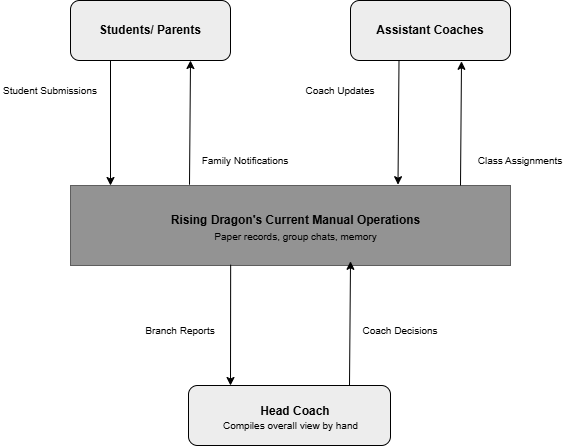 Students/ Parents
Assistant Coaches
Student Submissions
Coach Updates
Family Notifications
Class Assignments
Rising Dragon's Current Manual Operations
Paper records, group chats, memory
Branch Reports
Coach Decisions
Head Coach
Compiles overall view by hand